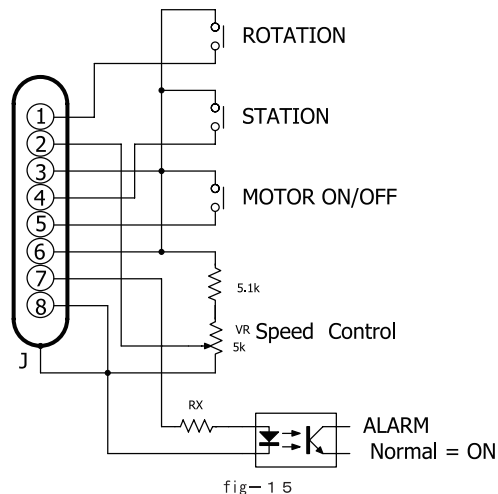 ROTATION
1
STATION
2
3
4
MOTOR ON/OFF
5
6
7
5.1k
8
VR Speed Control
5k
J
RX
ALARM
Normal = ON
fig-15